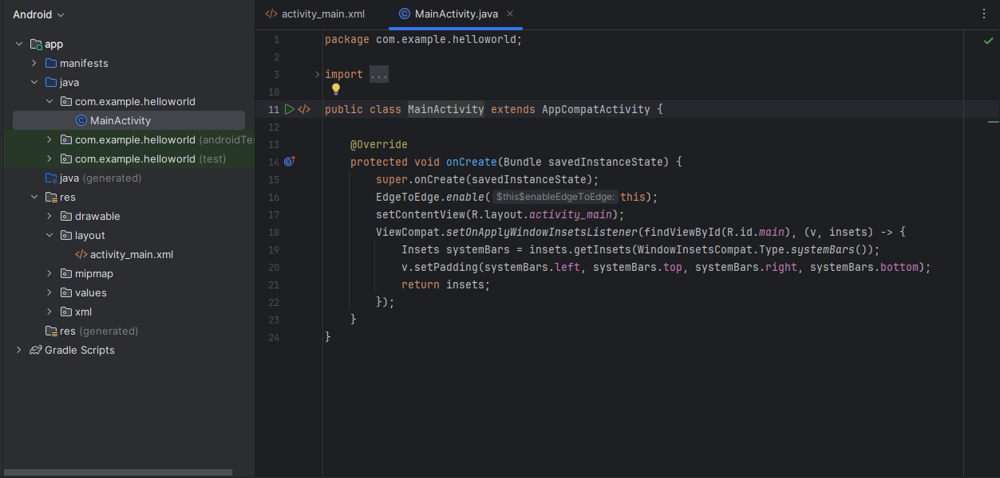 Android
activity_main.xml
MainActivity.java
app
manifests
java
com.example.helloworld
MainActivity
com.example.helloworld (androidTes
com.example.helloworld (test)
java (generated)
res
drawable
layout
activity_main.xml
mipmap
values
xml
res (generated)
Gradle Scripts
1 package com.example.helloworld;
2
3 import ...
10
11 public class MainActivity extends AppCompatActivity {
12
13 @Override
14 protected void onCreate(Bundle savedInstanceState) {
15 super.onCreate(savedInstanceState);
16 EdgeToEdge.enable( $this$enableEdgeToEdge: this);
17 setContentView(R.layout.activity_main);
18 ViewCompat.setOnApplyWindowInsetsListener(findViewById(R.id.main), (v, insets) -> {
19 Insets systemBars = insets.getInsets(WindowInsetsCompat.Type.systemBars());
20 v.setPadding(systemBars.left, systemBars.top, systemBars.right, systemBars.bottom);
21 return insets;
22 });
23 }
24 }